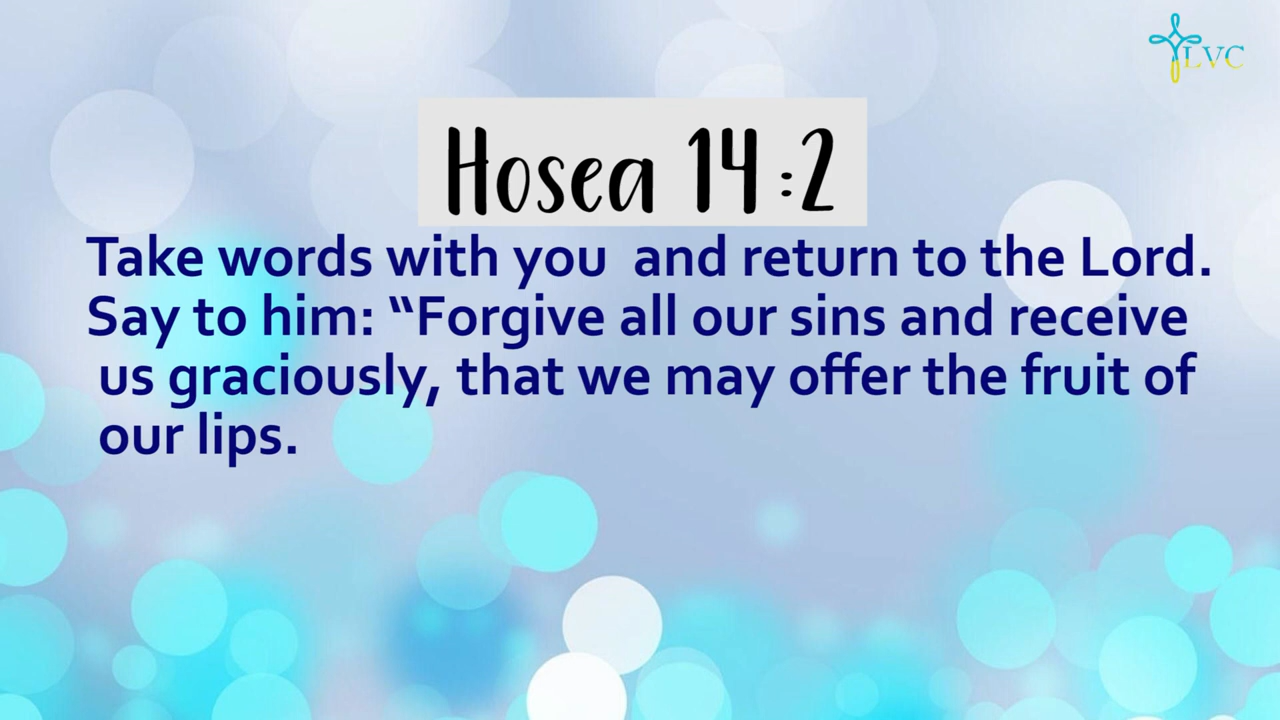 LVC
Hosea 14:2
Take words with you  and return to the Lord.
Say to him: “Forgive all our sins and receive
us graciously, that we may offer the fruit of
our lips.